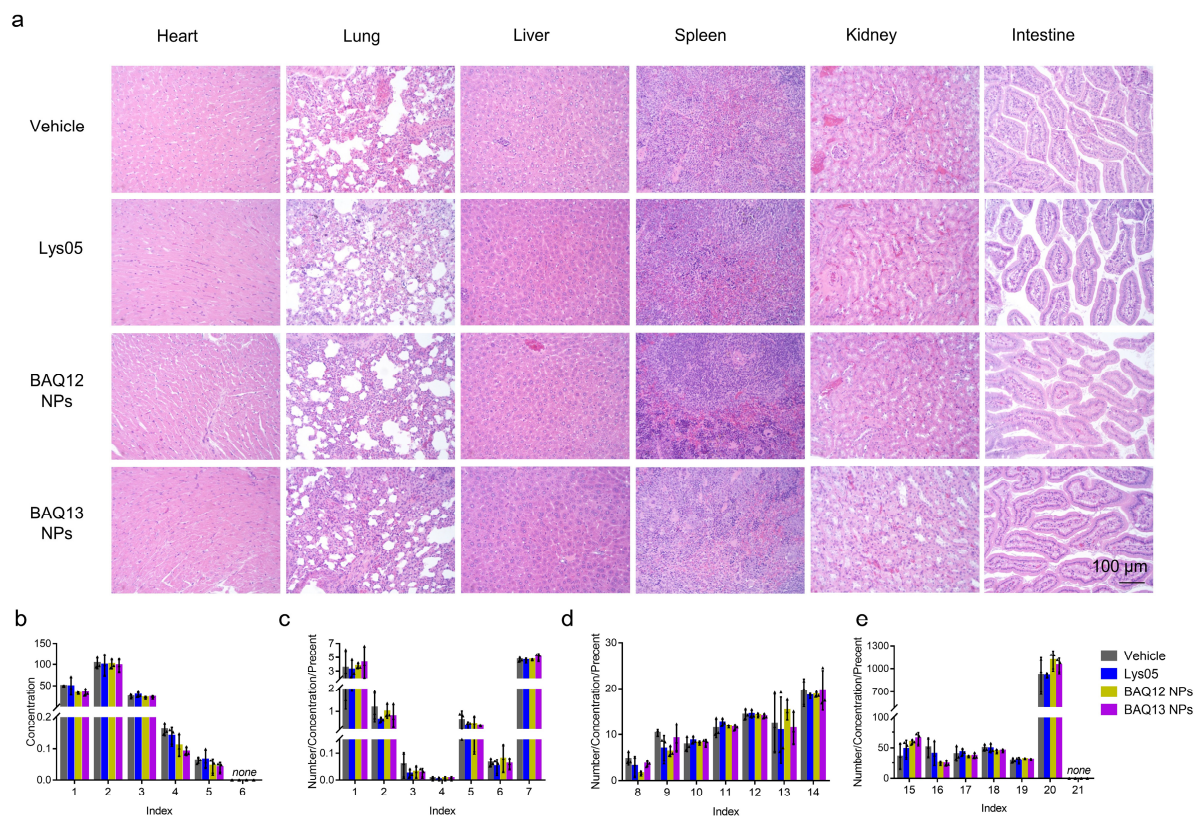 a
Heart Lung Liver Spleen Kidney Intestine
Vehicle
Lys05
BAQ12
NPs
BAQ13
NPs
100 μm
b
Concentration
150
100
50
0.2
0.1
0.0
none
1 2 3 4 5 6
Index
c
Number/Concentration/Precent
7
5
3
2
1
0.1
0.0
1 2 3 4 5 6 7
Index
d
Number/Concentration/Precent
30
20
10
0
8 9 10 11 12 13 14
Index
e
Number/Concentration/Precent
1300
1000
700
100
50
0
none
15 16 17 18 19 20 21
Index
Vehicle
Lys05
BAQ12 NPs
BAQ13 NPs